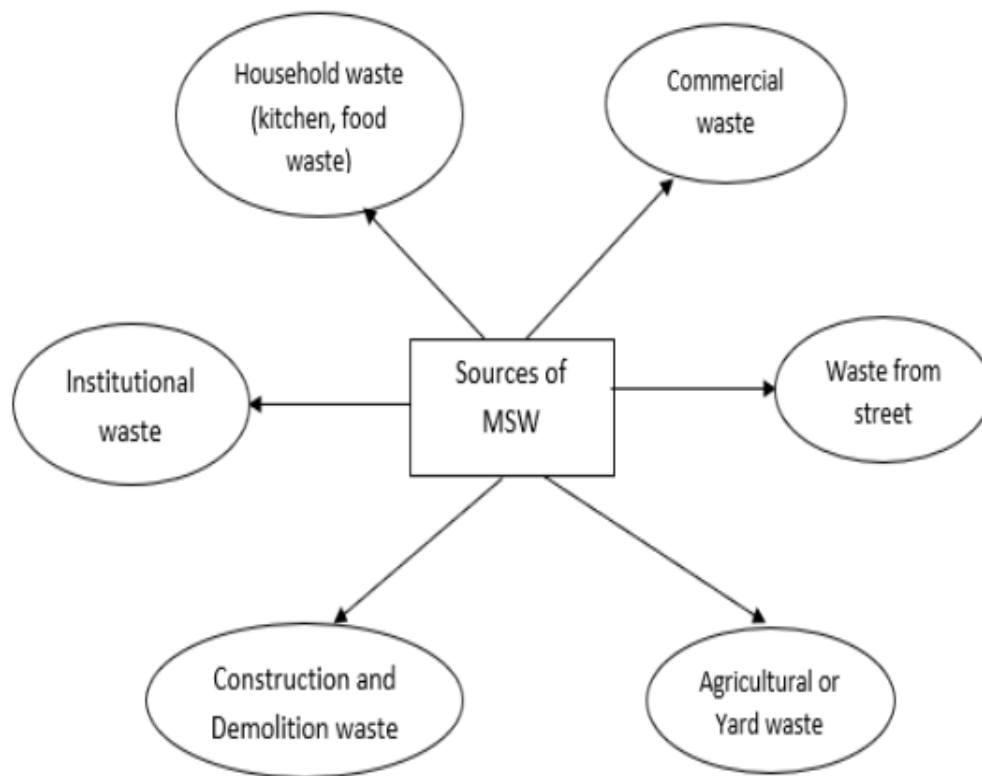 Household waste
(kitchen, food
waste)
Commercial
waste
Institutional
waste
Sources of
MSW
Waste from
street
Construction and
Demolition waste
Agricultural or
Yard waste